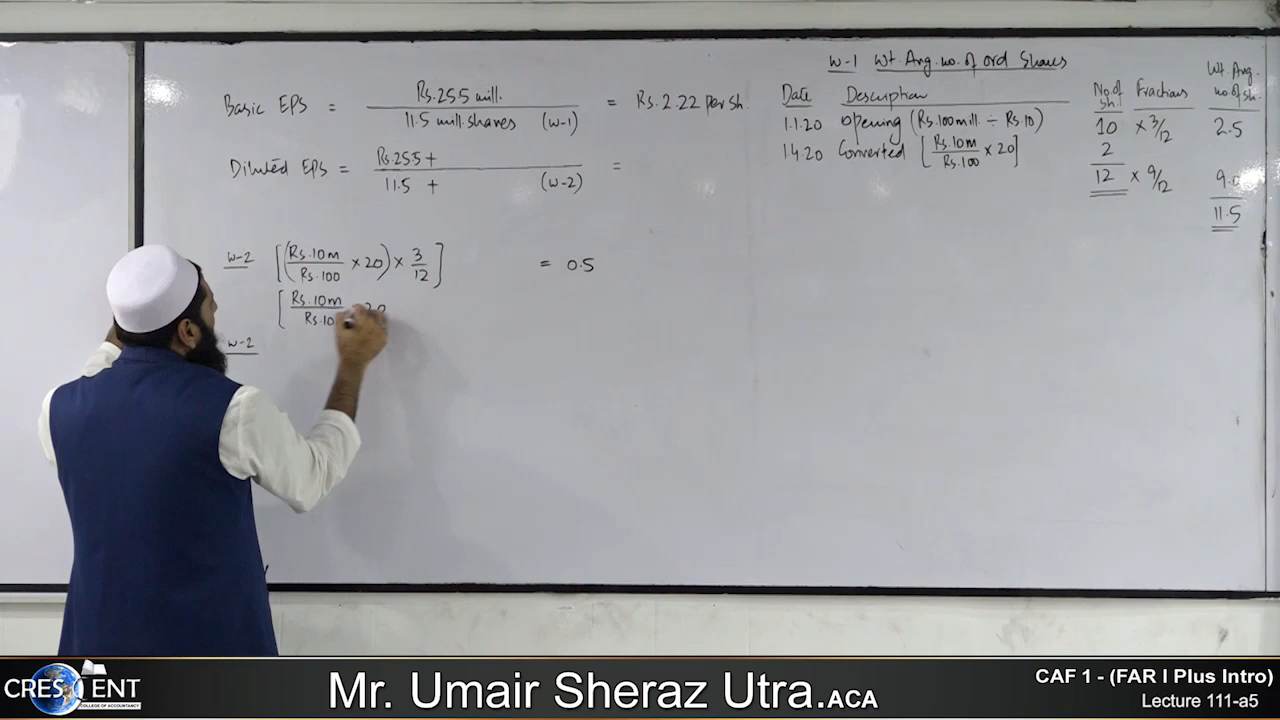 Basic EPS = Rs.25.5 mill. / 11.5 mill. shares (W-1) = Rs. 2.22 per sh.
Diluted EPS = Rs.25.5 + / 11.5 + (W-2) =
W-2 [(Rs.10m / Rs.100 × 20) × 3/12] = 0.5
[Rs.10m / Rs.10
W-2
W-1 Wt Avg. no. of ord shares
Date Description No. of sh. Fractions Wt. Avg. no. of sh.
1.1.20 Opening (Rs.100 mill ÷ Rs.10) 10 × 3/12 2.5
1.4.20 Converted [Rs.10m / Rs.100 × 20] 2
12 × 9/12 9.0
11.5
CRESCENT
COLLEGE OF ACCOUNTANCY
Mr. Umair Sheraz Utra.ACA
CAF 1 - (FAR I Plus Intro)
Lecture 111-a5